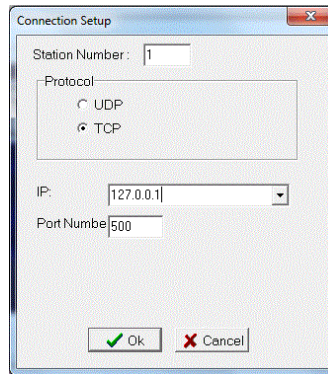 Connection Setup
Station Number : 1
Protocol
UDP
TCP
IP: 127.0.0.1
Port Numbe 500
Ok Cancel